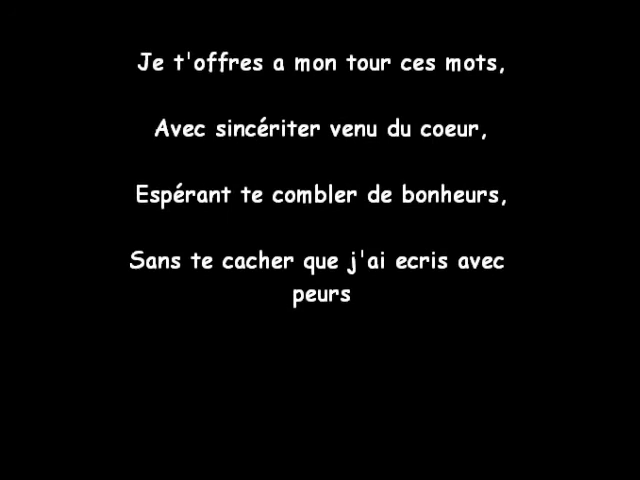 Je t'offres a mon tour ces mots,
Avec sincériter venu du coeur,
Espérant te combler de bonheurs,
Sans te cacher que j'ai ecris avec
peurs